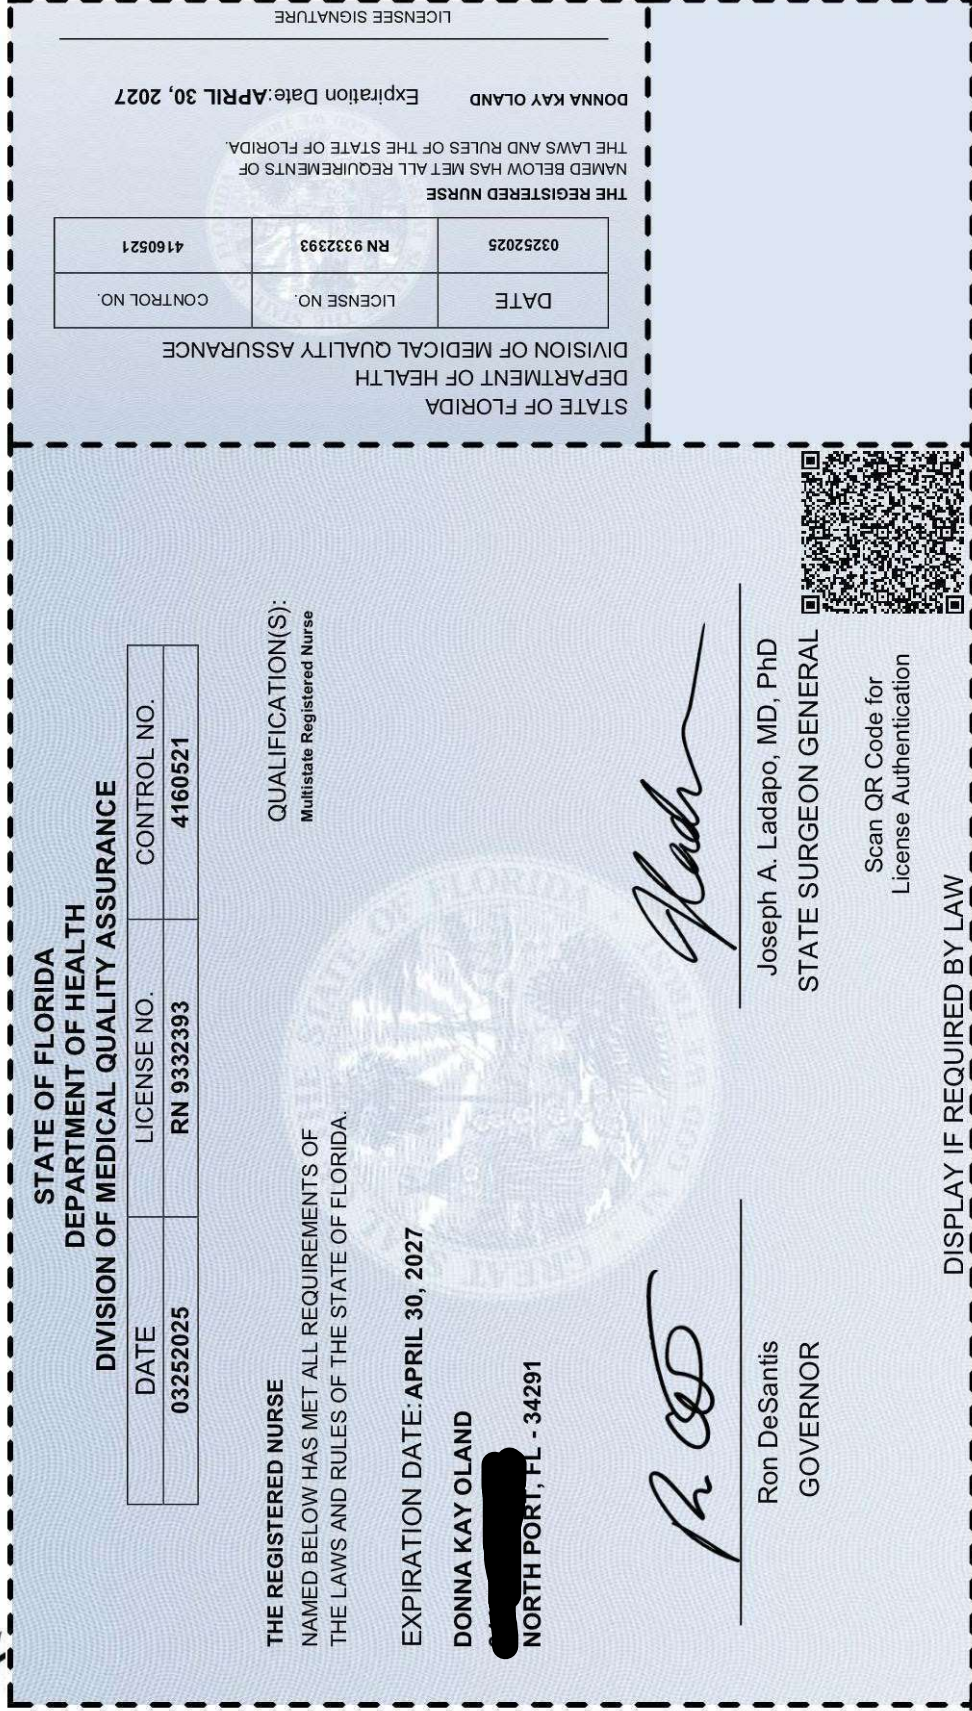 STATE OF FLORIDA
DEPARTMENT OF HEALTH
DIVISION OF MEDICAL QUALITY ASSURANCE
DATE LICENSE NO. CONTROL NO.
03252025 RN 9332393 4160521
THE REGISTERED NURSE
NAMED BELOW HAS MET ALL REQUIREMENTS OF
THE LAWS AND RULES OF THE STATE OF FLORIDA.
QUALIFICATION(S):
Multistate Registered Nurse
EXPIRATION DATE:APRIL 30, 2027
DONNA KAY OLAND
NORTH PORT, FL - 34291
Ron DeSantis
GOVERNOR
Joseph A. Ladapo, MD, PhD
STATE SURGEON GENERAL
Scan QR Code for
License Authentication
DISPLAY IF REQUIRED BY LAW
STATE OF FLORIDA
DEPARTMENT OF HEALTH
DIVISION OF MEDICAL QUALITY ASSURANCE
DATE LICENSE NO. CONTROL NO.
03252025 RN 9332393 4160521
THE REGISTERED NURSE
NAMED BELOW HAS MET ALL REQUIREMENTS OF
THE LAWS AND RULES OF THE STATE OF FLORIDA.
DONNA KAY OLAND Expiration Date:APRIL 30, 2027
LICENSEE SIGNATURE